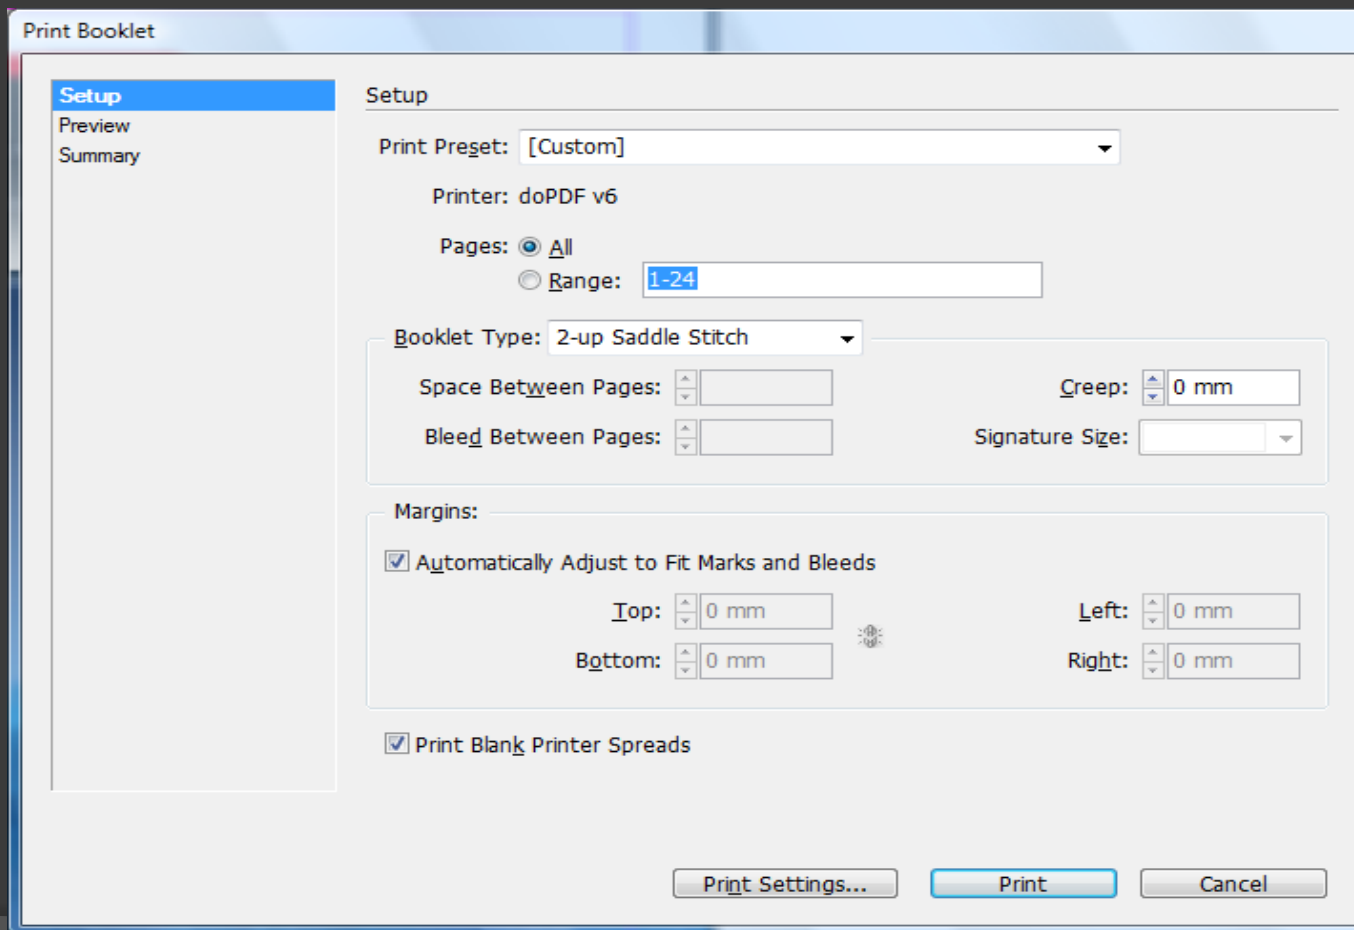 Print Booklet
Setup
Preview
Summary
Setup
Print Preset: [Custom]
Printer: doPDF v6
Pages: All
Range: 1-24
Booklet Type: 2-up Saddle Stitch
Space Between Pages: Creep: 0 mm
Bleed Between Pages: Signature Size:
Margins:
Automatically Adjust to Fit Marks and Bleeds
Top: 0 mm Left: 0 mm
Bottom: 0 mm Right: 0 mm
Print Blank Printer Spreads
Print Settings... Print Cancel